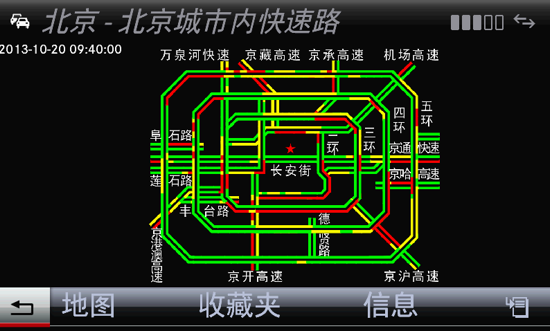 北京 - 北京城市内快速路
2013-10-20 09:40:00
万泉河快速 京藏高速 京承高速 机场高速
五环
四环
三环
二环
阜石路
京通快速
长安街
莲石路
京哈高速
丰台路
德贤路
京港澳高速
京开高速
京沪高速
地图 收藏夹 信息